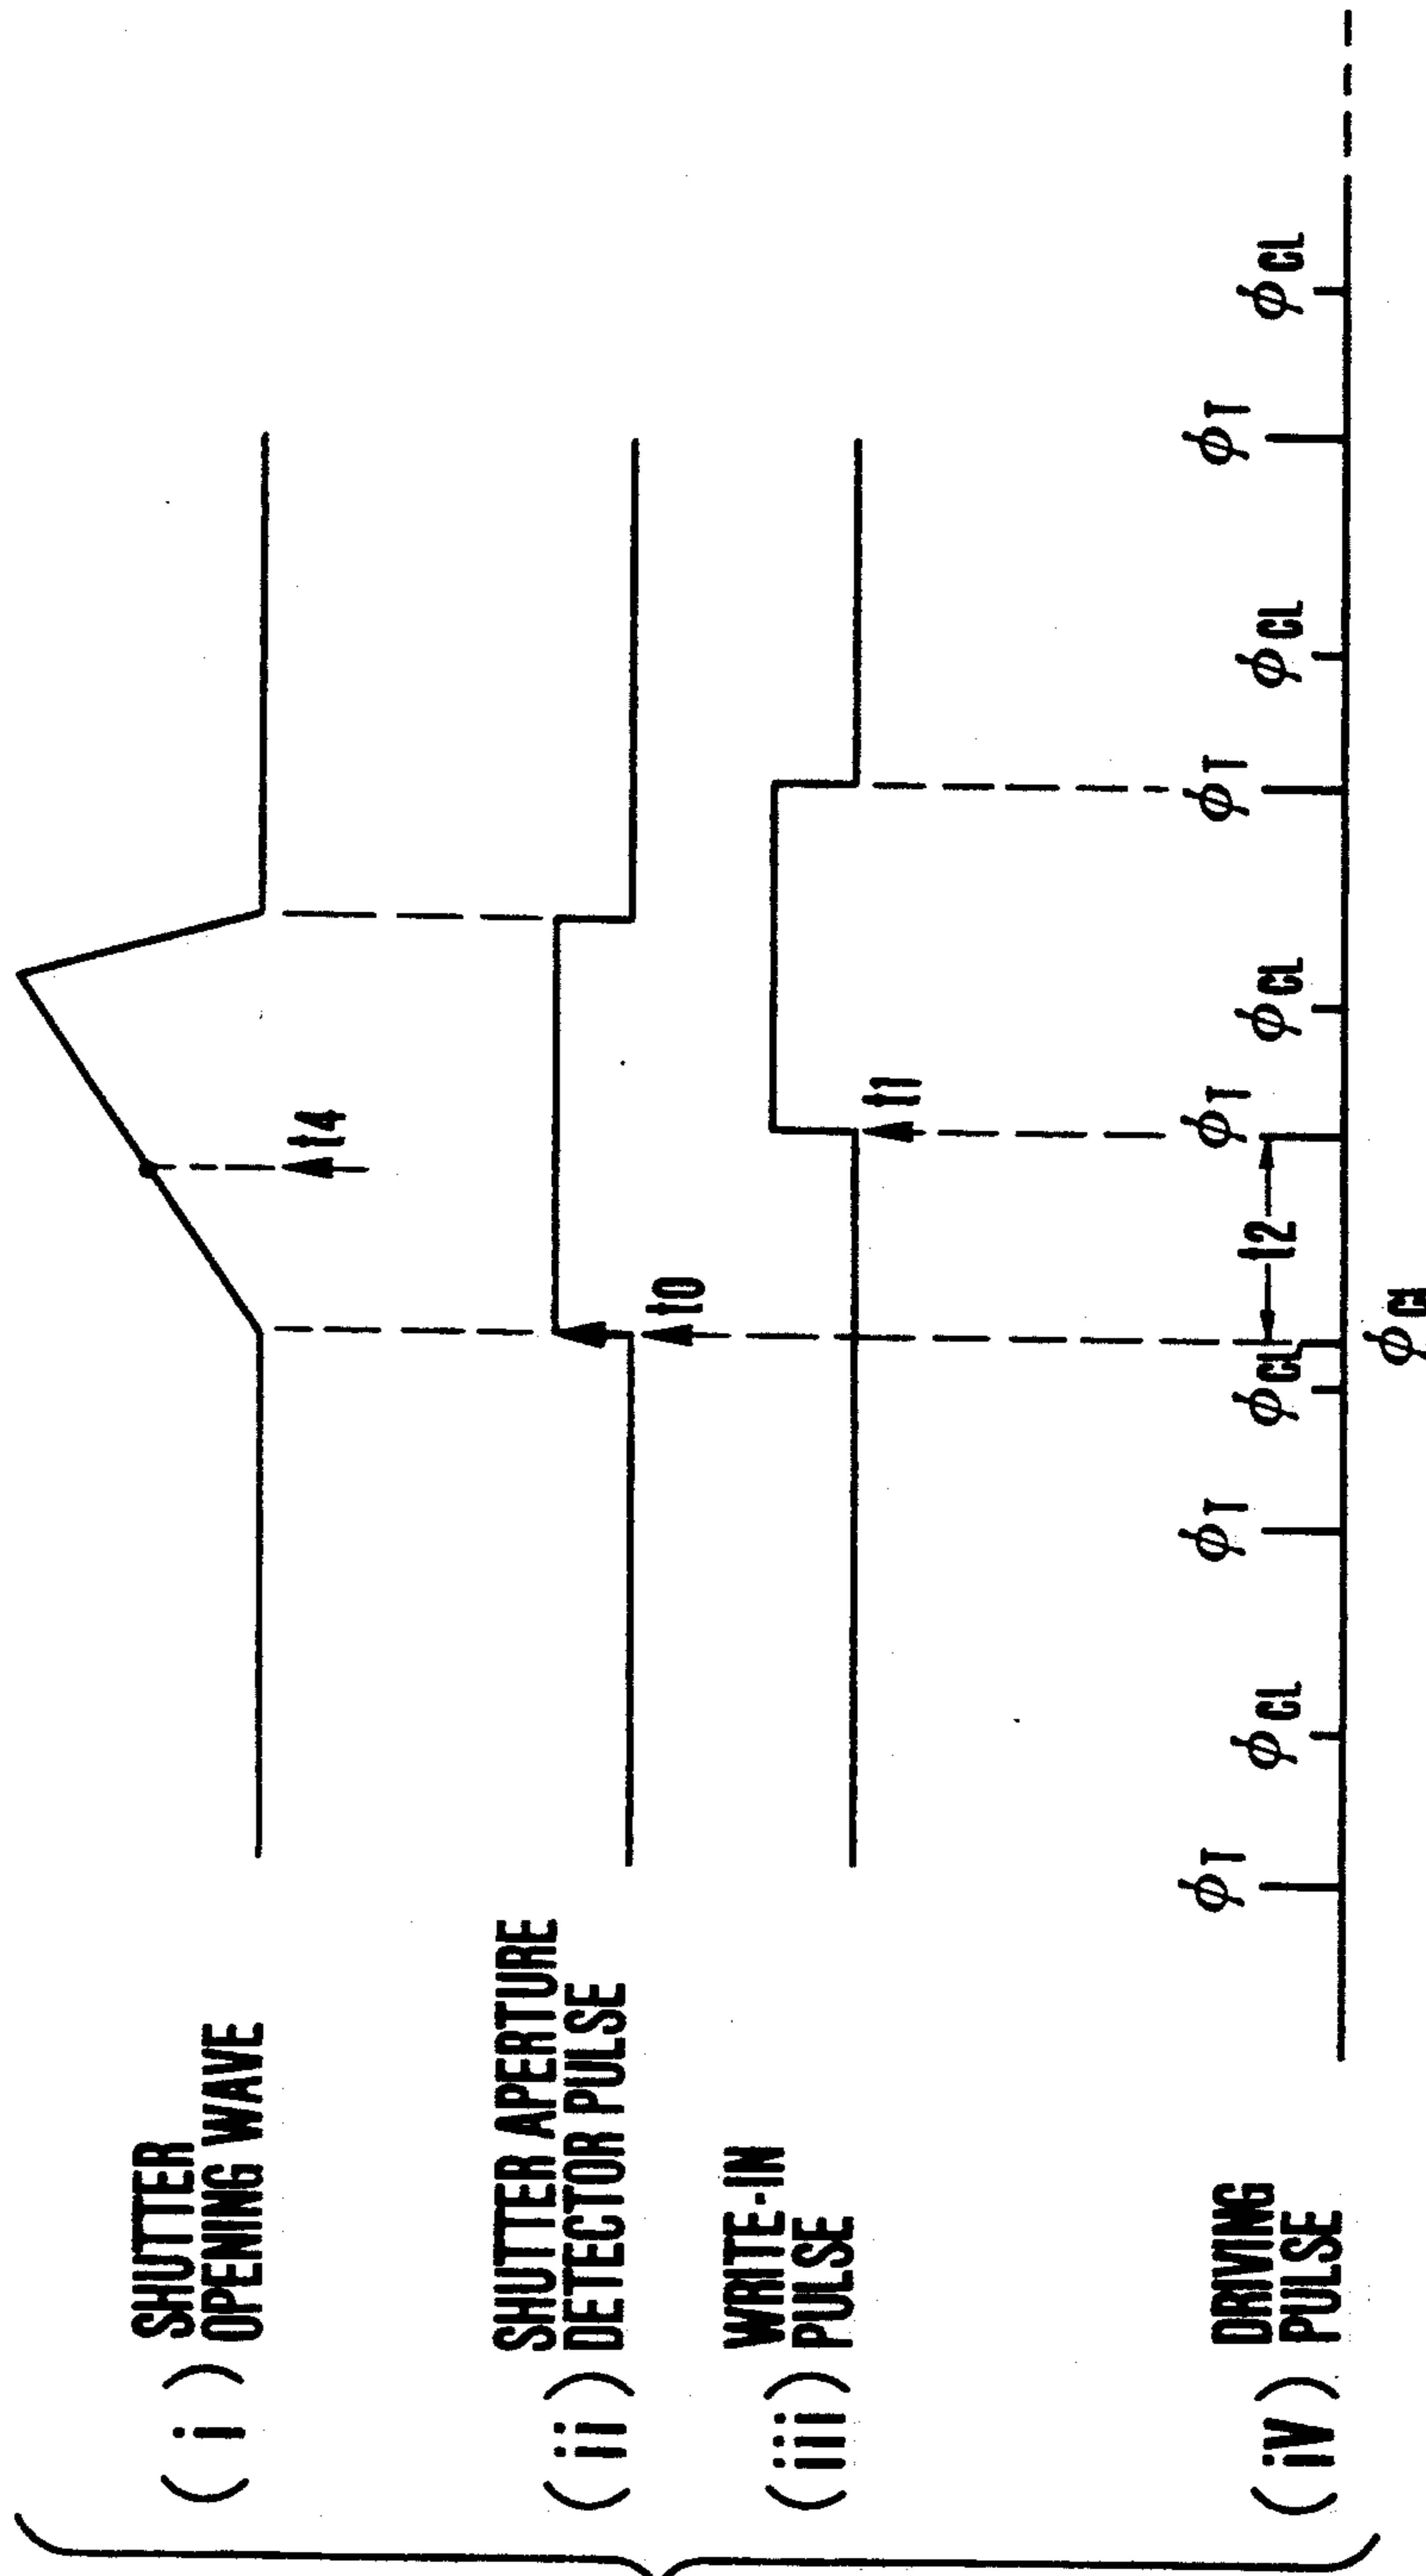 ( i ) SHUTTER
OPENING WAVE
t4
( ii ) SHUTTER APERTURE
DETECTOR PULSE
t0
( iii ) WRITE-IN
PULSE
t1
( iv ) DRIVING
PULSE
ϕT ϕCL ϕT ϕCL t2 ϕT ϕCL ϕT ϕCL ϕT ϕCL
ϕCL